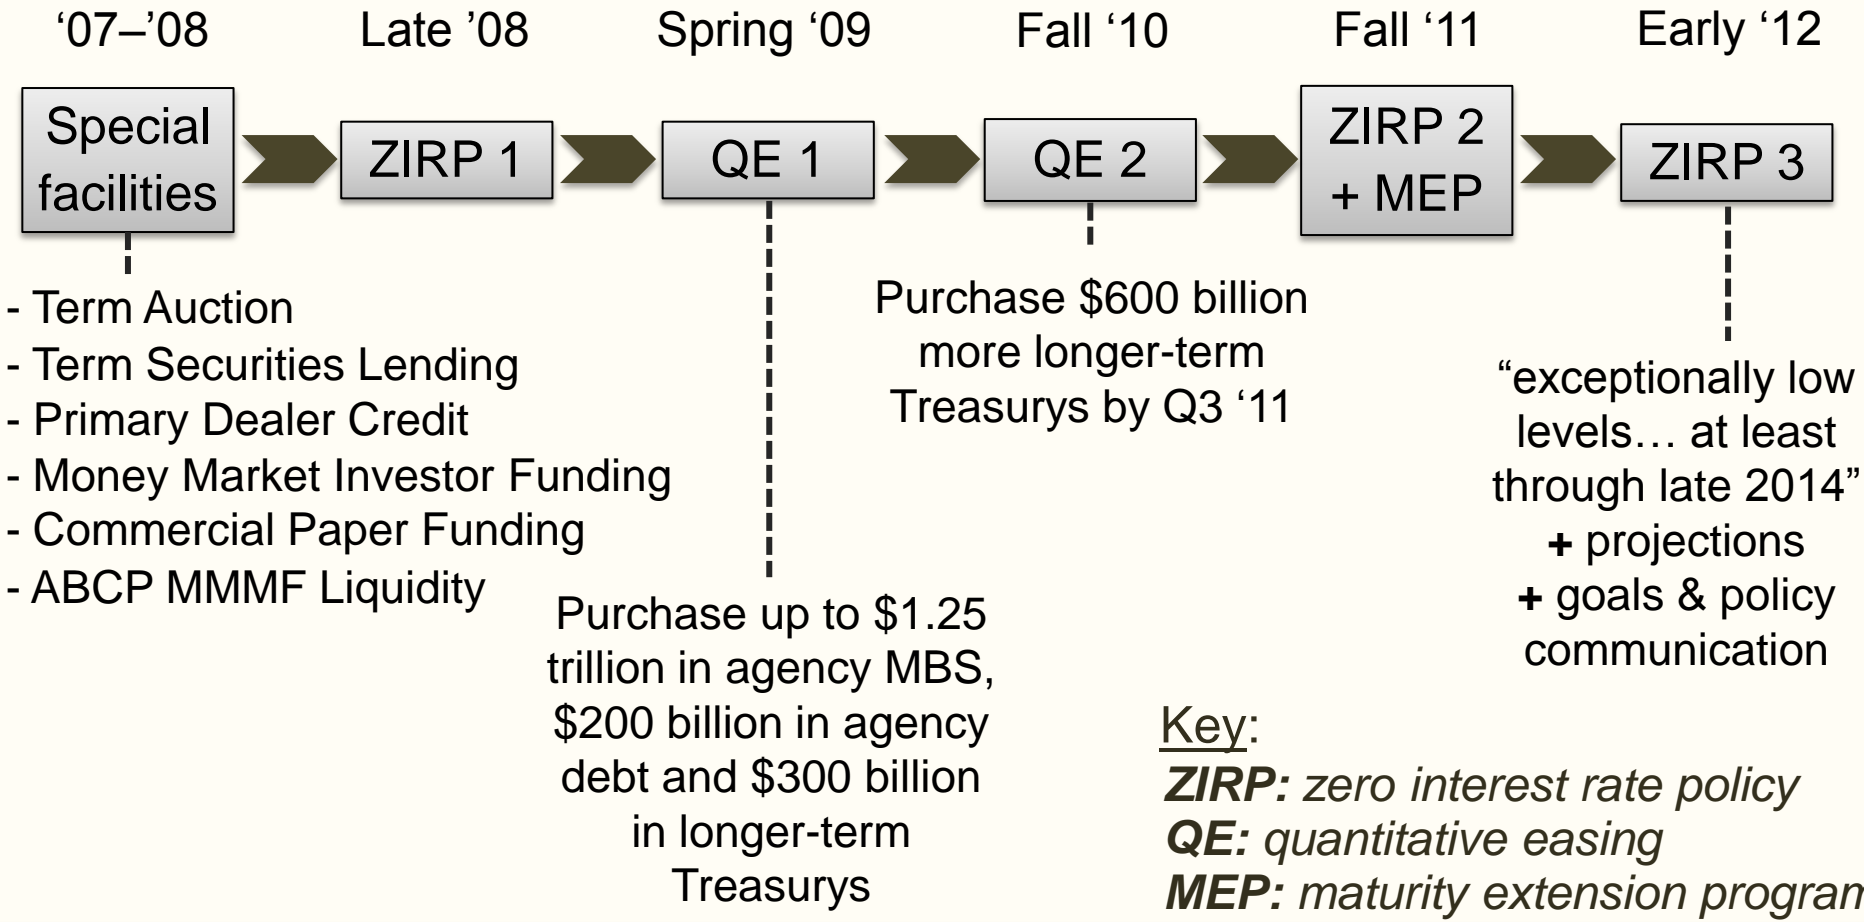 ‘07–’08
Late ’08
Spring ‘09
Fall ‘10
Fall ‘11
Early ‘12
Special
facilities
ZIRP 1
QE 1
QE 2
ZIRP 2
+ MEP
ZIRP 3
- Term Auction
- Term Securities Lending
- Primary Dealer Credit
- Money Market Investor Funding
- Commercial Paper Funding
- ABCP MMMF Liquidity
Purchase up to $1.25
trillion in agency MBS,
$200 billion in agency
debt and $300 billion
in longer-term
Treasurys
Purchase $600 billion
more longer-term
Treasurys by Q3 ‘11
“exceptionally low
levels… at least
through late 2014”
+ projections
+ goals & policy
communication
Key:
ZIRP: zero interest rate policy
QE: quantitative easing
MEP: maturity extension program